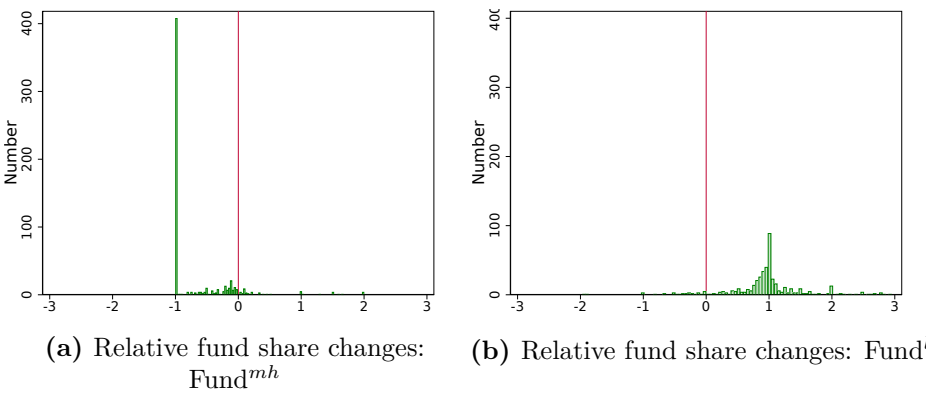 400
300
200
100
0
Number
-3 -2 -1 0 1 2 3
(a) Relative fund share changes:
Fund^mh
300
200
100
0
Number
-3 -2 -1 0 1 2 3
(b) Relative fund share changes: Fund